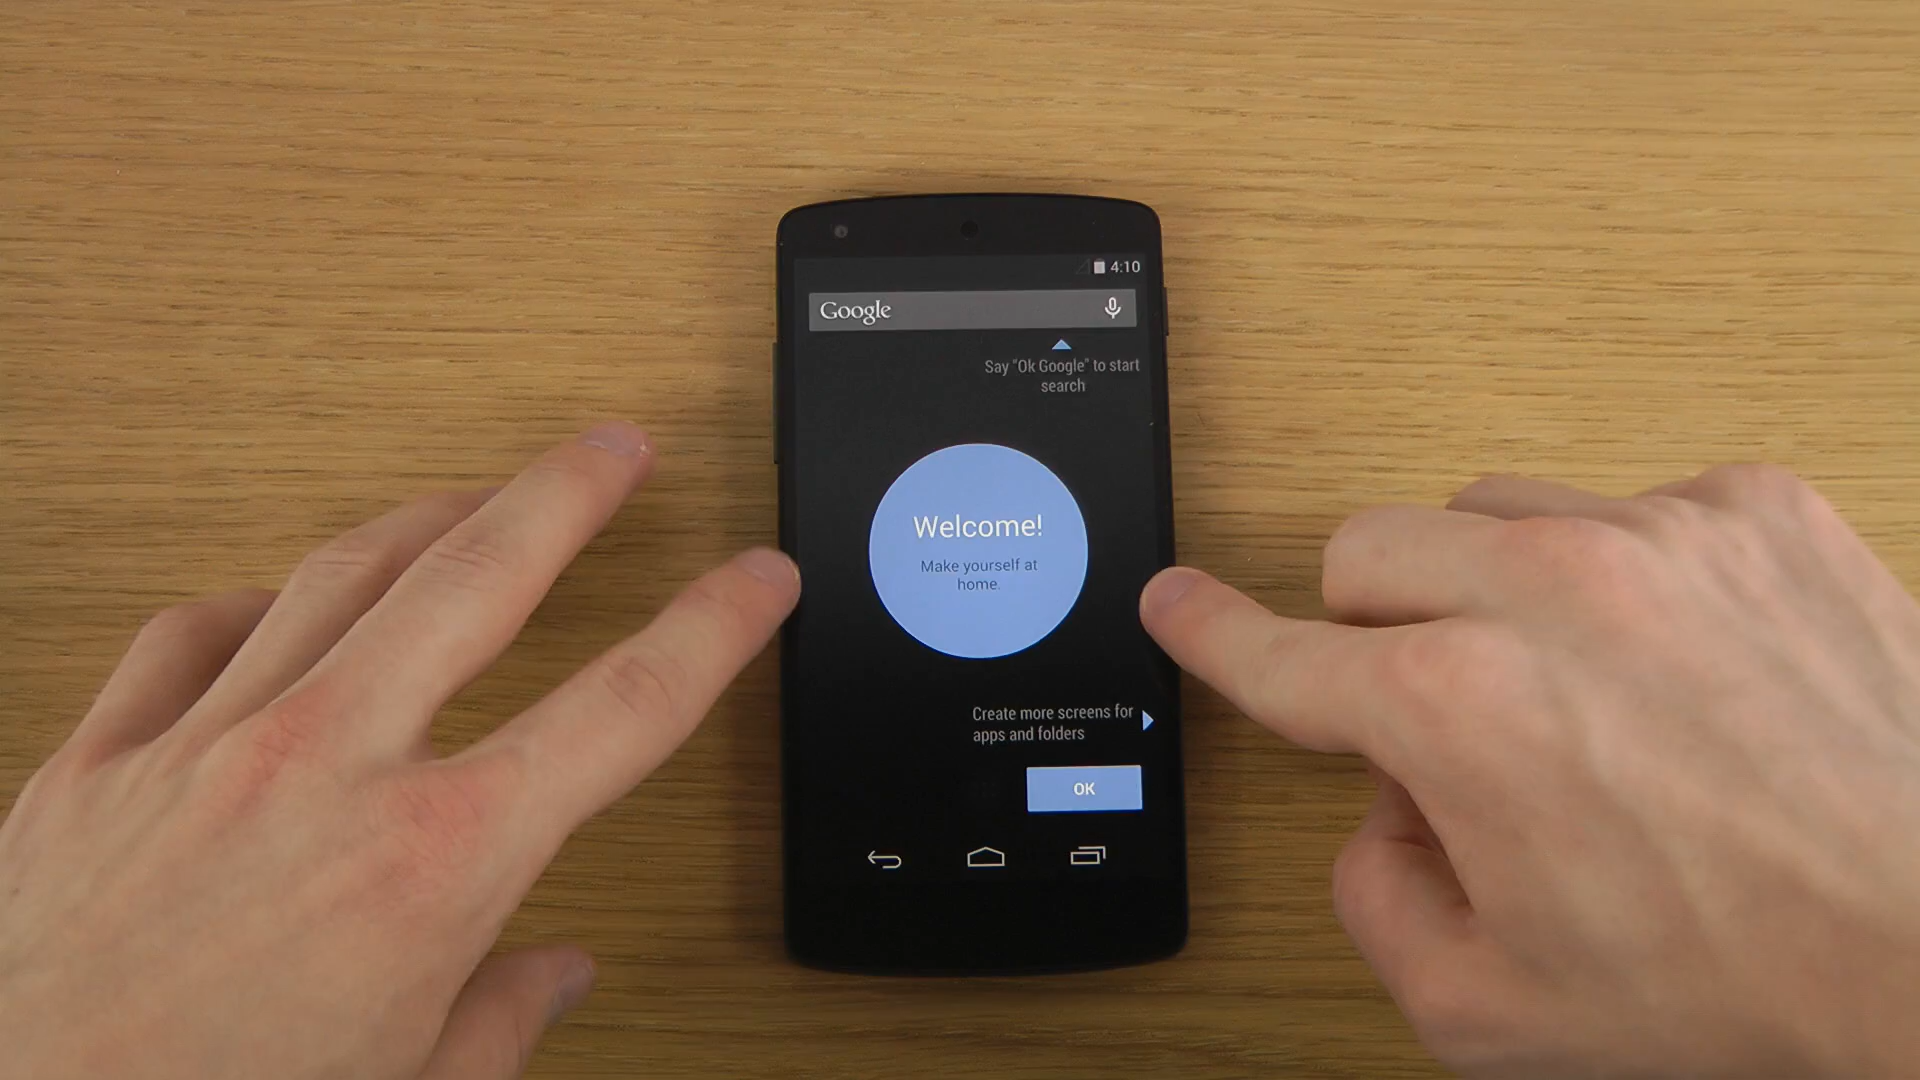 4:10
Google
Say "Ok Google" to start
search
Welcome!
Make yourself at
home.
Create more screens for
apps and folders
OK